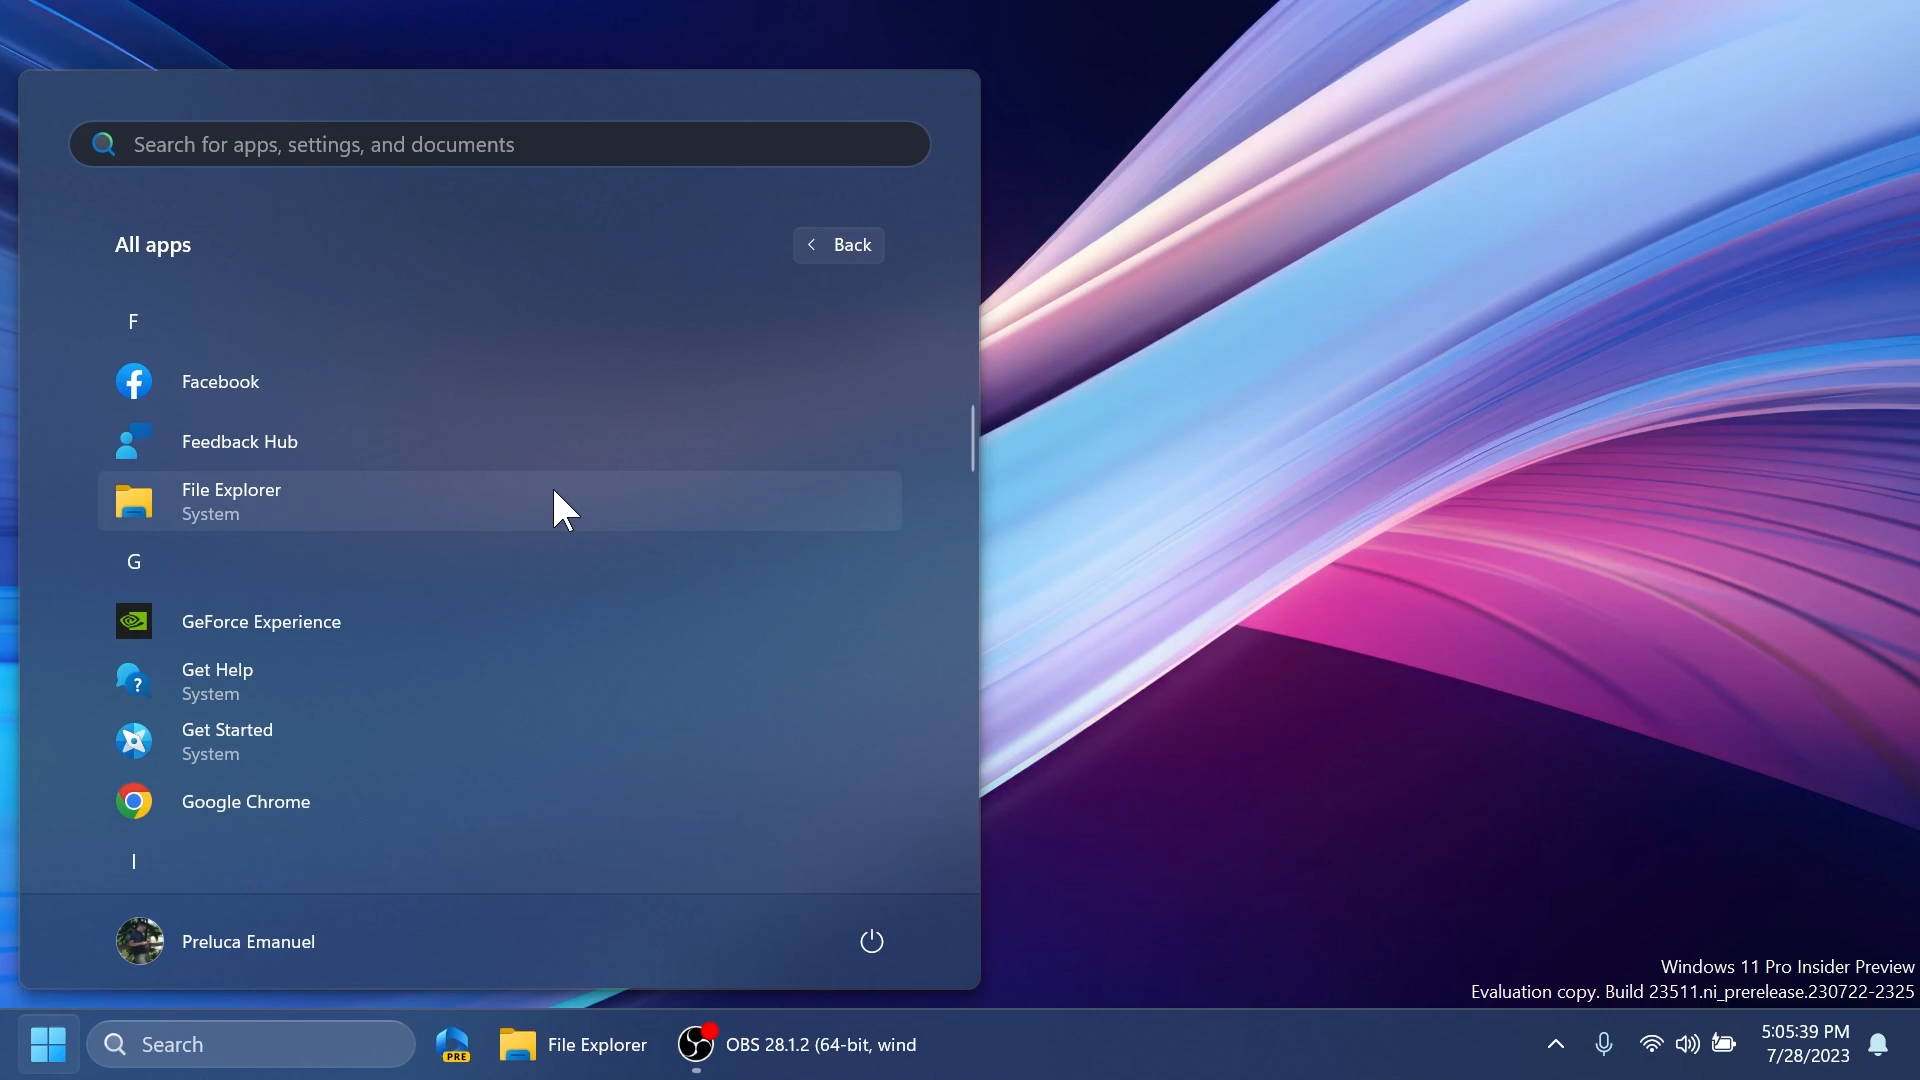 Search for apps, settings, and documents
All apps
Back
F
Facebook
Feedback Hub
File Explorer
System
G
GeForce Experience
Get Help
System
Get Started
System
Google Chrome
I
Preluca Emanuel
Windows 11 Pro Insider Preview
Evaluation copy. Build 23511.ni_prerelease.230722-2325
Search
PRE
File Explorer
OBS 28.1.2 (64-bit, wind
5:05:39 PM
7/28/2023